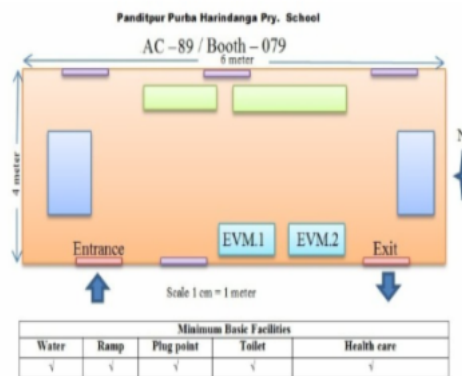 Panditpur Purba Harindanga Pry. School
AC –89 / Booth – 079
6 meter
4 meter
N
EVM.1 EVM.2
Entrance Exit
Scale 1 cm = 1 meter
Minimum Basic Facilities
Water Ramp Plug point Toilet Health care
√ √ √ √ √